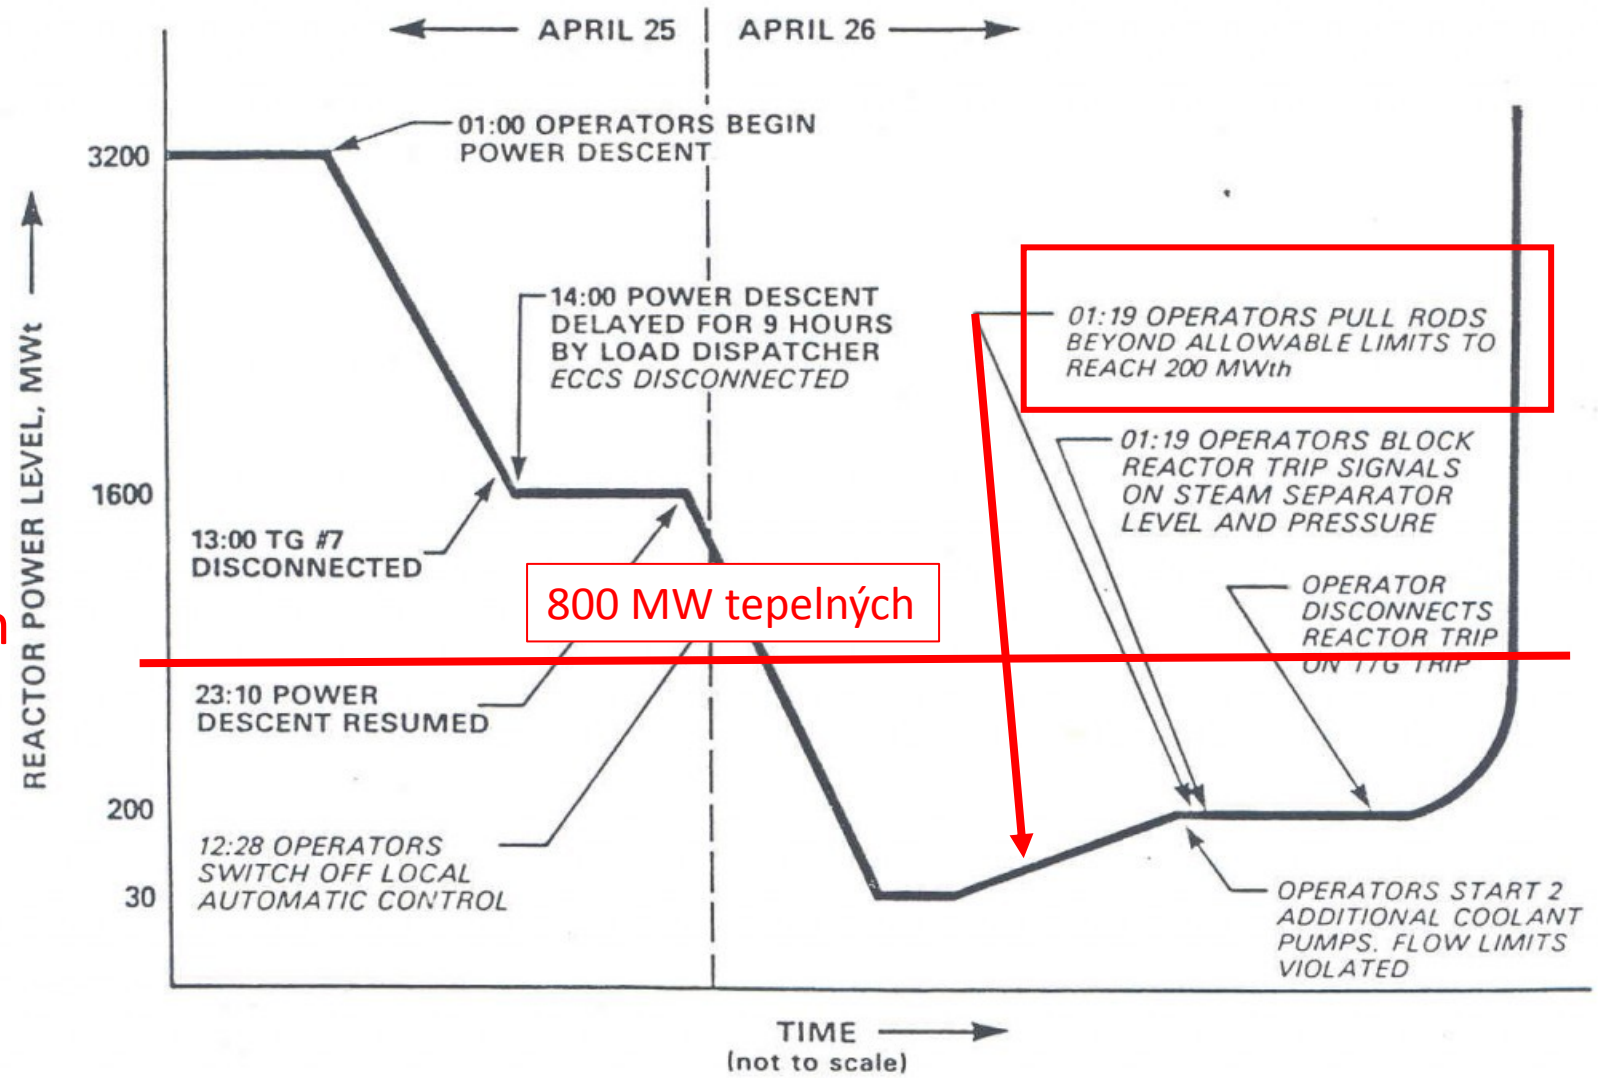 APRIL 25
APRIL 26
01:00 OPERATORS BEGIN
POWER DESCENT
3200
14:00 POWER DESCENT
DELAYED FOR 9 HOURS
BY LOAD DISPATCHER
ECCS DISCONNECTED
01:19 OPERATORS PULL RODS
BEYOND ALLOWABLE LIMITS TO
REACH 200 MWth
01:19 OPERATORS BLOCK
REACTOR TRIP SIGNALS
ON STEAM SEPARATOR
LEVEL AND PRESSURE
1600
13:00 TG #7
DISCONNECTED
800 MW tepelných
OPERATOR
DISCONNECTS
REACTOR TRIP
ON T/G TRIP
REACTOR POWER LEVEL, MWt
23:10 POWER
DESCENT RESUMED
200
12:28 OPERATORS
SWITCH OFF LOCAL
AUTOMATIC CONTROL
30
OPERATORS START 2
ADDITIONAL COOLANT
PUMPS. FLOW LIMITS
VIOLATED
TIME
(not to scale)